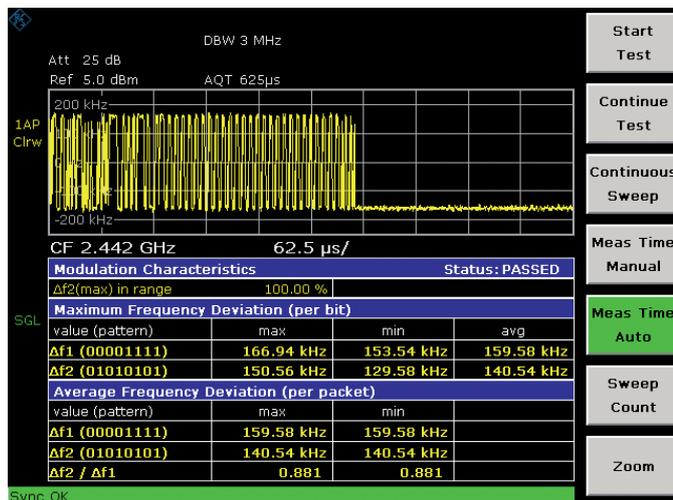 DBW 3 MHz
Att 25 dB
Ref 5.0 dBm AQT 625µs
200 kHz
1AP
Clrw
-200 kHz
CF 2.442 GHz 62.5 µs/
Modulation Characteristics Status: PASSED
Δf2(max) in range 100.00 %
Maximum Frequency Deviation (per bit)
SGL
value (pattern) max min avg
Δf1 (00001111) 166.94 kHz 153.54 kHz 159.58 kHz
Δf2 (01010101) 150.56 kHz 129.58 kHz 140.54 kHz
Average Frequency Deviation (per packet)
value (pattern) max min
Δf1 (00001111) 159.58 kHz 159.58 kHz
Δf2 (01010101) 140.54 kHz 140.54 kHz
Δf2 / Δf1 0.881 0.881
Sync OK
Start
Test
Continue
Test
Continuous
Sweep
Meas Time
Manual
Meas Time
Auto
Sweep
Count
Zoom